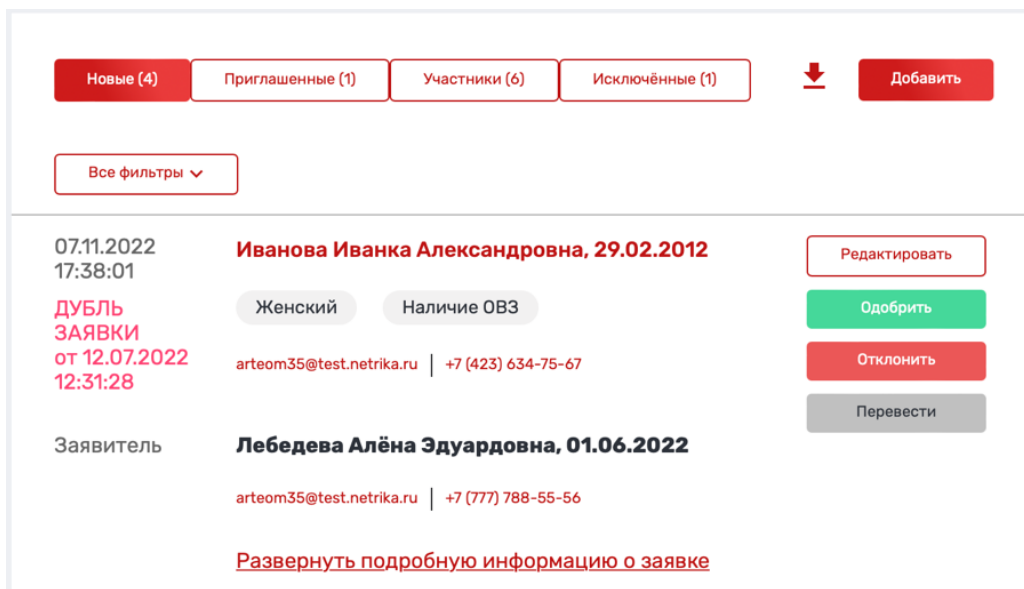 Новые (4) Приглашенные (1) Участники (6) Исключённые (1) Добавить
Все фильтры
07.11.2022
17:38:01
ДУБЛЬ
ЗАЯВКИ
от 12.07.2022
12:31:28
Иванова Иванка Александровна, 29.02.2012
Женский Наличие ОВЗ
arteom35@test.netrika.ru | +7 (423) 634-75-67
Редактировать
Одобрить
Отклонить
Перевести
Заявитель
Лебедева Алёна Эдуардовна, 01.06.2022
arteom35@test.netrika.ru | +7 (777) 788-55-56
Развернуть подробную информацию о заявке